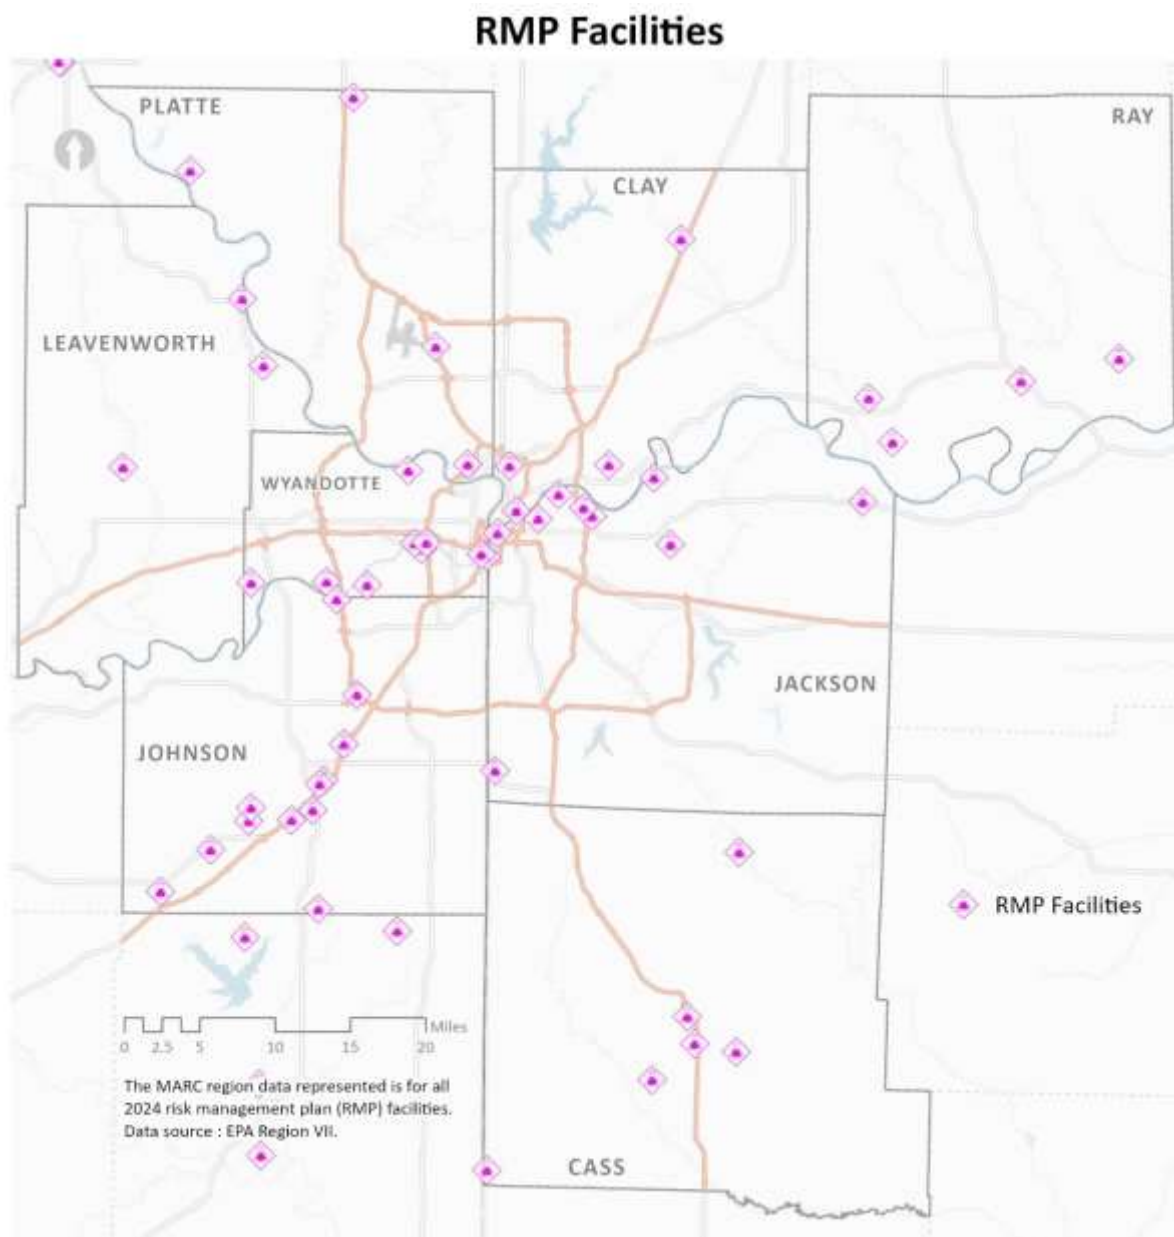 RMP Facilities
PLATTE
RAY
CLAY
LEAVENWORTH
WYANDOTTE
JACKSON
JOHNSON
RMP Facilities
Miles
0 2.5 5 10 15 20
The MARC region data represented is for all
2024 risk management plan (RMP) facilities.
Data source : EPA Region VII.
CASS